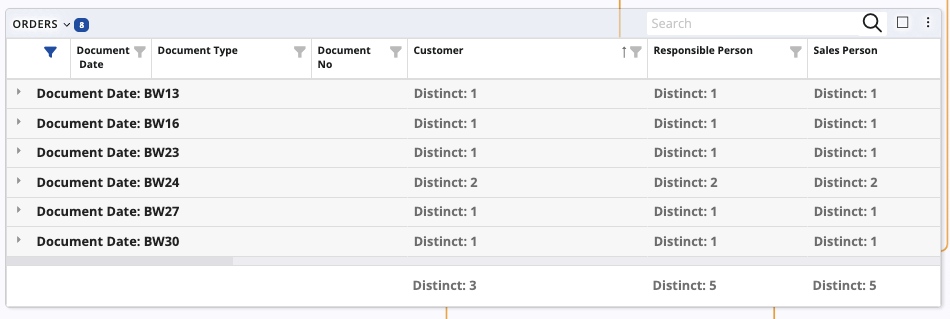 ORDERS 8 Search
Document Date Document Type Document No Customer Responsible Person Sales Person
Document Date: BW13 Distinct: 1 Distinct: 1 Distinct: 1
Document Date: BW16 Distinct: 1 Distinct: 1 Distinct: 1
Document Date: BW23 Distinct: 1 Distinct: 1 Distinct: 1
Document Date: BW24 Distinct: 2 Distinct: 2 Distinct: 2
Document Date: BW27 Distinct: 1 Distinct: 1 Distinct: 1
Document Date: BW30 Distinct: 1 Distinct: 1 Distinct: 1
Distinct: 3 Distinct: 5 Distinct: 5